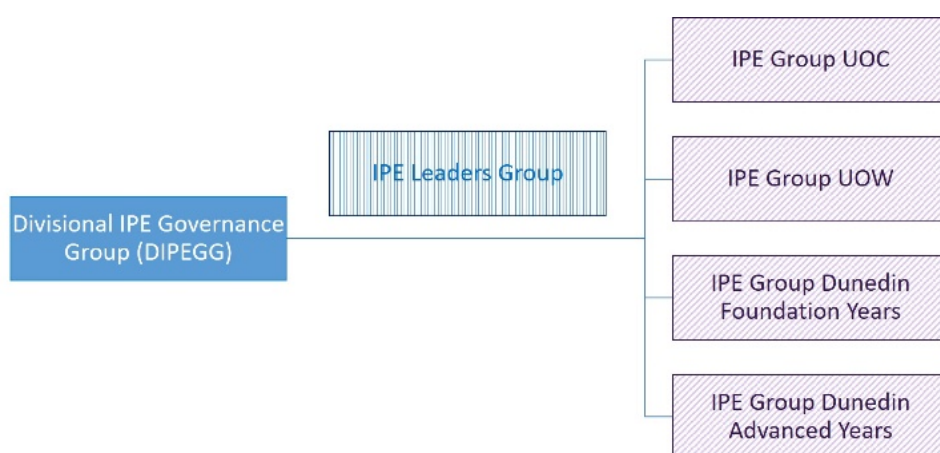 Divisional IPE Governance
Group (DIPEGG)
IPE Leaders Group
IPE Group UOC
IPE Group UOW
IPE Group Dunedin
Foundation Years
IPE Group Dunedin
Advanced Years